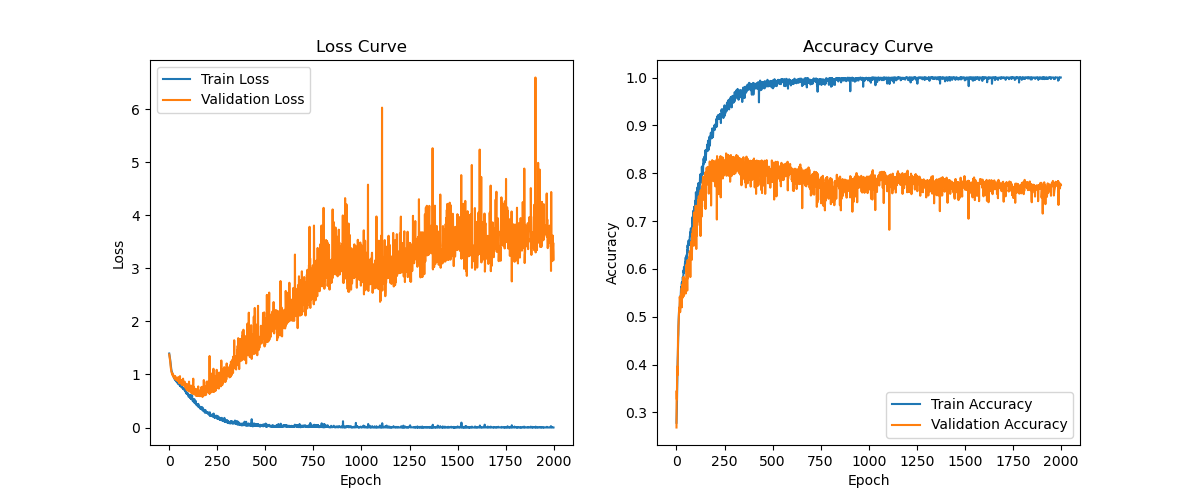 Loss Curve
Train Loss
Validation Loss
6
5
4
3
2
1
0
Loss
0 250 500 750 1000 1250 1500 1750 2000
Epoch
Accuracy Curve
1.0
0.9
0.8
0.7
0.6
0.5
0.4
0.3
Accuracy
Train Accuracy
Validation Accuracy
0 250 500 750 1000 1250 1500 1750 2000
Epoch